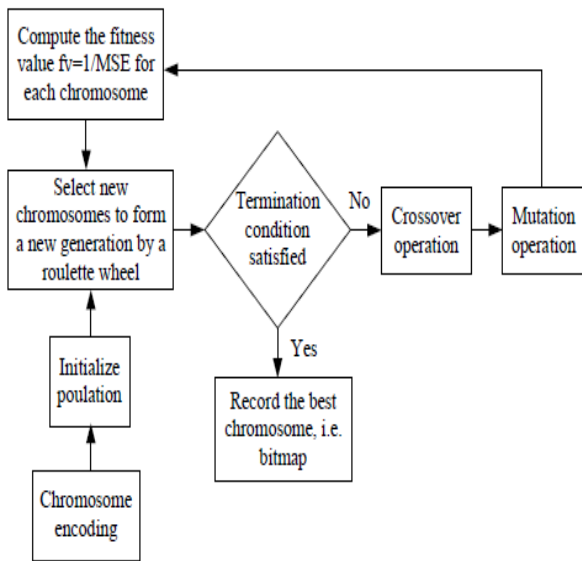 Compute the fitness
value fv=1/MSE for
each chromosome
Select new
chromosomes to form
a new generation by a
roulette wheel
Termination
condition
satisfied
No
Crossover
operation
Mutation
operation
Yes
Initialize
poulation
Record the best
chromosome, i.e.
bitmap
Chromosome
encoding